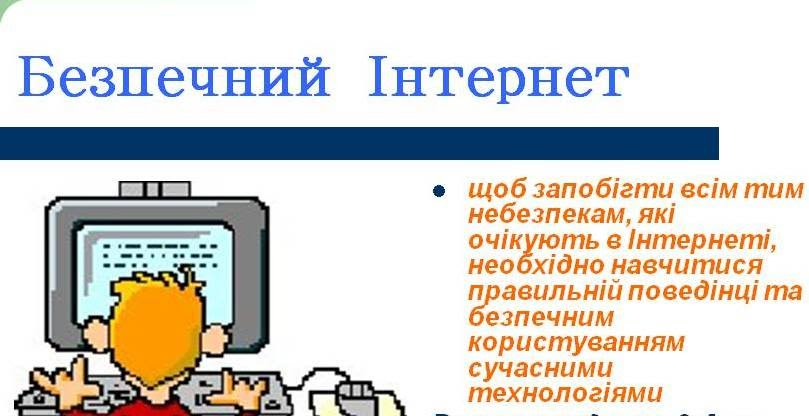 Безпечний Інтернет
щоб запобігти всім тим
небезпекам, які
очікують в Інтернеті,
необхідно навчитися
правильній поведінці та
безпечним
користуванням
сучасними
технологіями